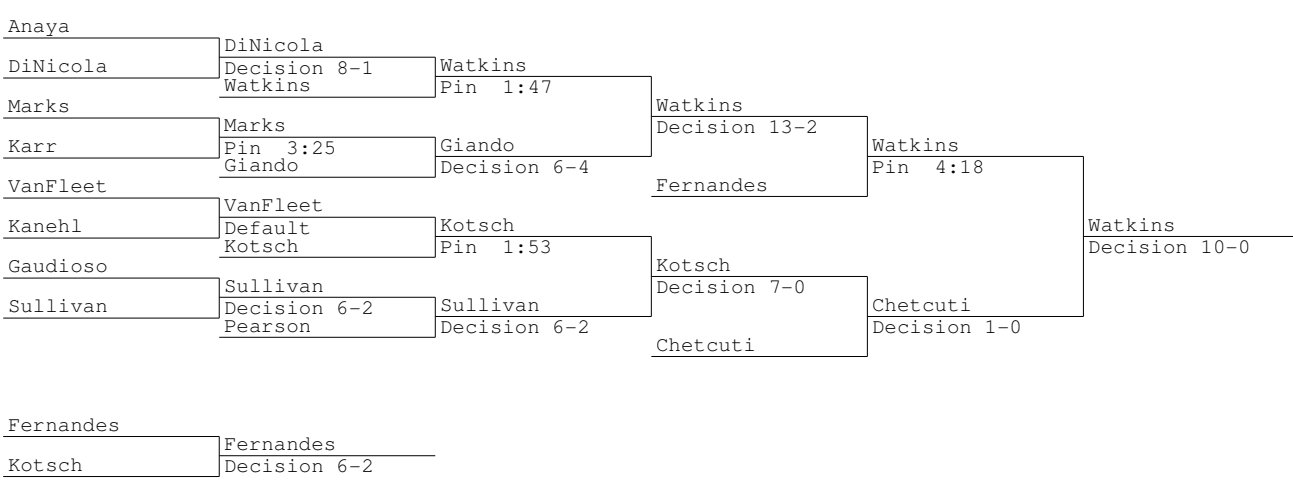 Anaya
DiNicola
DiNicola
Decision 8-1
Watkins
Watkins
Pin 1:47
Marks
Watkins
Decision 13-2
Marks
Karr
Pin 3:25
Giando
Giando
Decision 6-4
Watkins
Pin 4:18
VanFleet
Fernandes
VanFleet
Kanehl
Default
Kotsch
Kotsch
Pin 1:53
Watkins
Decision 10-0
Gaudioso
Kotsch
Decision 7-0
Sullivan
Sullivan
Decision 6-2
Pearson
Sullivan
Decision 6-2
Chetcuti
Decision 1-0
Chetcuti
Fernandes
Fernandes
Kotsch
Decision 6-2